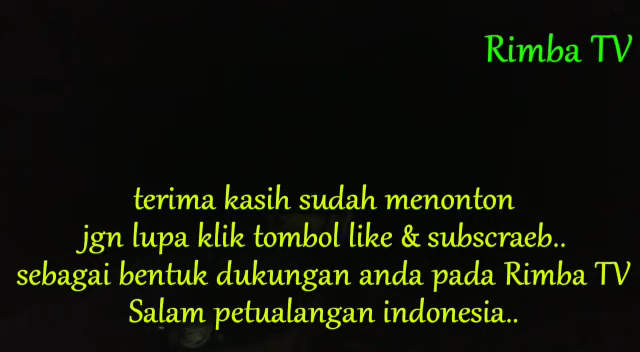 Rimba TV
terima kasih sudah menonton
jgn lupa klik tombol like & subscraeb..
sebagai bentuk dukungan anda pada Rimba TV
Salam petualangan indonesia..